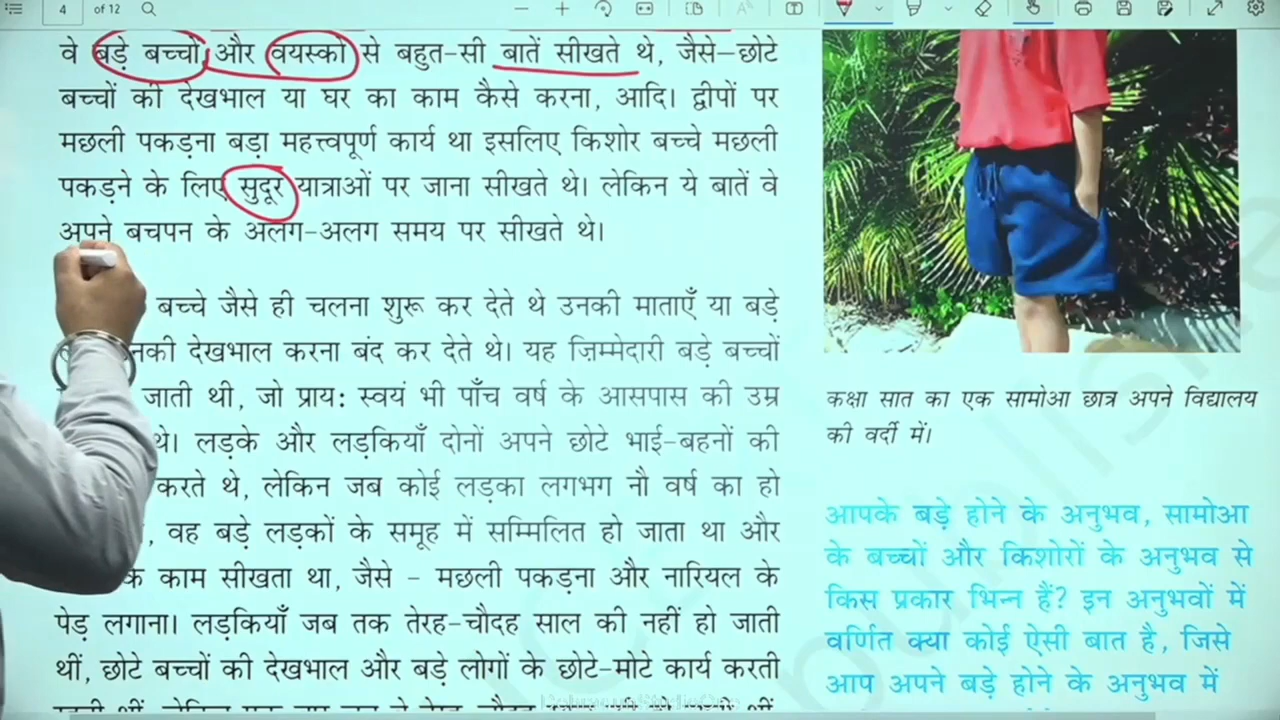 4 of 12
वे बड़े बच्चों और वयस्कों से बहुत-सी बातें सीखते थे, जैसे–छोटे
बच्चों की देखभाल या घर का काम कैसे करना, आदि। द्वीपों पर
मछली पकड़ना बड़ा महत्त्वपूर्ण कार्य था इसलिए किशोर बच्चे मछली
पकड़ने के लिए सुदूर यात्राओं पर जाना सीखते थे। लेकिन ये बातें वे
अपने बचपन के अलग-अलग समय पर सीखते थे।
बच्चे जैसे ही चलना शुरू कर देते थे उनकी माताएँ या बड़े
देखभाल करना बंद कर देते थे। यह ज़िम्मेदारी बड़े बच्चों
जाती थी, जो प्राय: स्वयं भी पाँच वर्ष के आसपास की उम्र
थे। लड़के और लड़कियाँ दोनों अपने छोटे भाई-बहनों की
करते थे, लेकिन जब कोई लड़का लगभग नौ वर्ष का हो
, वह बड़े लड़कों के समूह में सम्मिलित हो जाता था और
काम सीखता था, जैसे – मछली पकड़ना और नारियल के
पेड़ लगाना। लड़कियाँ जब तक तेरह-चौदह साल की नहीं हो जाती
थीं, छोटे बच्चों की देखभाल और बड़े लोगों के छोटे-मोटे कार्य करती
कक्षा सात का एक सामोआ छात्र अपने विद्यालय
की वर्दी में।
आपके बड़े होने के अनुभव, सामोआ
के बच्चों और किशोरों के अनुभव से
किस प्रकार भिन्न हैं? इन अनुभवों में
वर्णित क्या कोई ऐसी बात है, जिसे
आप अपने बड़े होने के अनुभव में